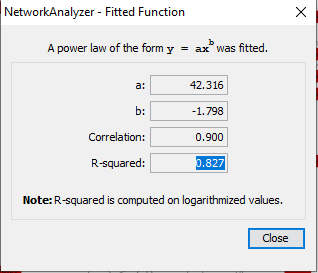 NetworkAnalyzer - Fitted Function
A power law of the form y = axb was fitted.
a: 42.316
b: -1.798
Correlation: 0.900
R-squared: 0.827
Note: R-squared is computed on logarithmized values.
Close